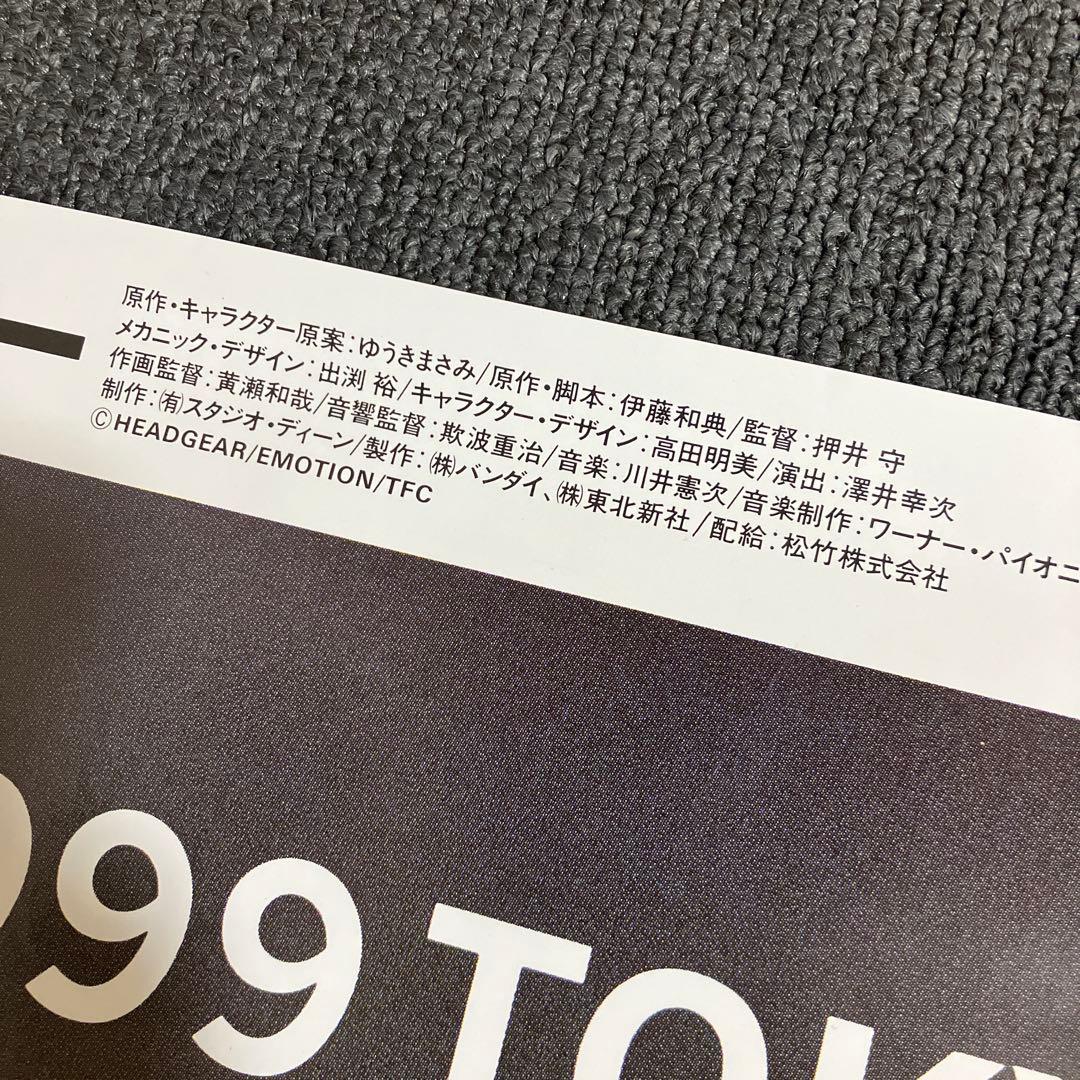 原作・キャラクター原案：ゆうきまさみ/原作・脚本：伊藤和典/監督：押井 守
メカニック・デザイン：出渕 裕/キャラクター・デザイン：高田明美/演出：澤井幸次
作画監督：黄瀬和哉/音響監督：欺波重治/音楽：川井憲次/音楽制作：ワーナー・パイオニ
制作：㈲スタジオ・ディーン/製作：㈱バンダイ、㈱東北新社/配給：松竹株式会社
©HEADGEAR/EMOTION/TFC
999 TOK